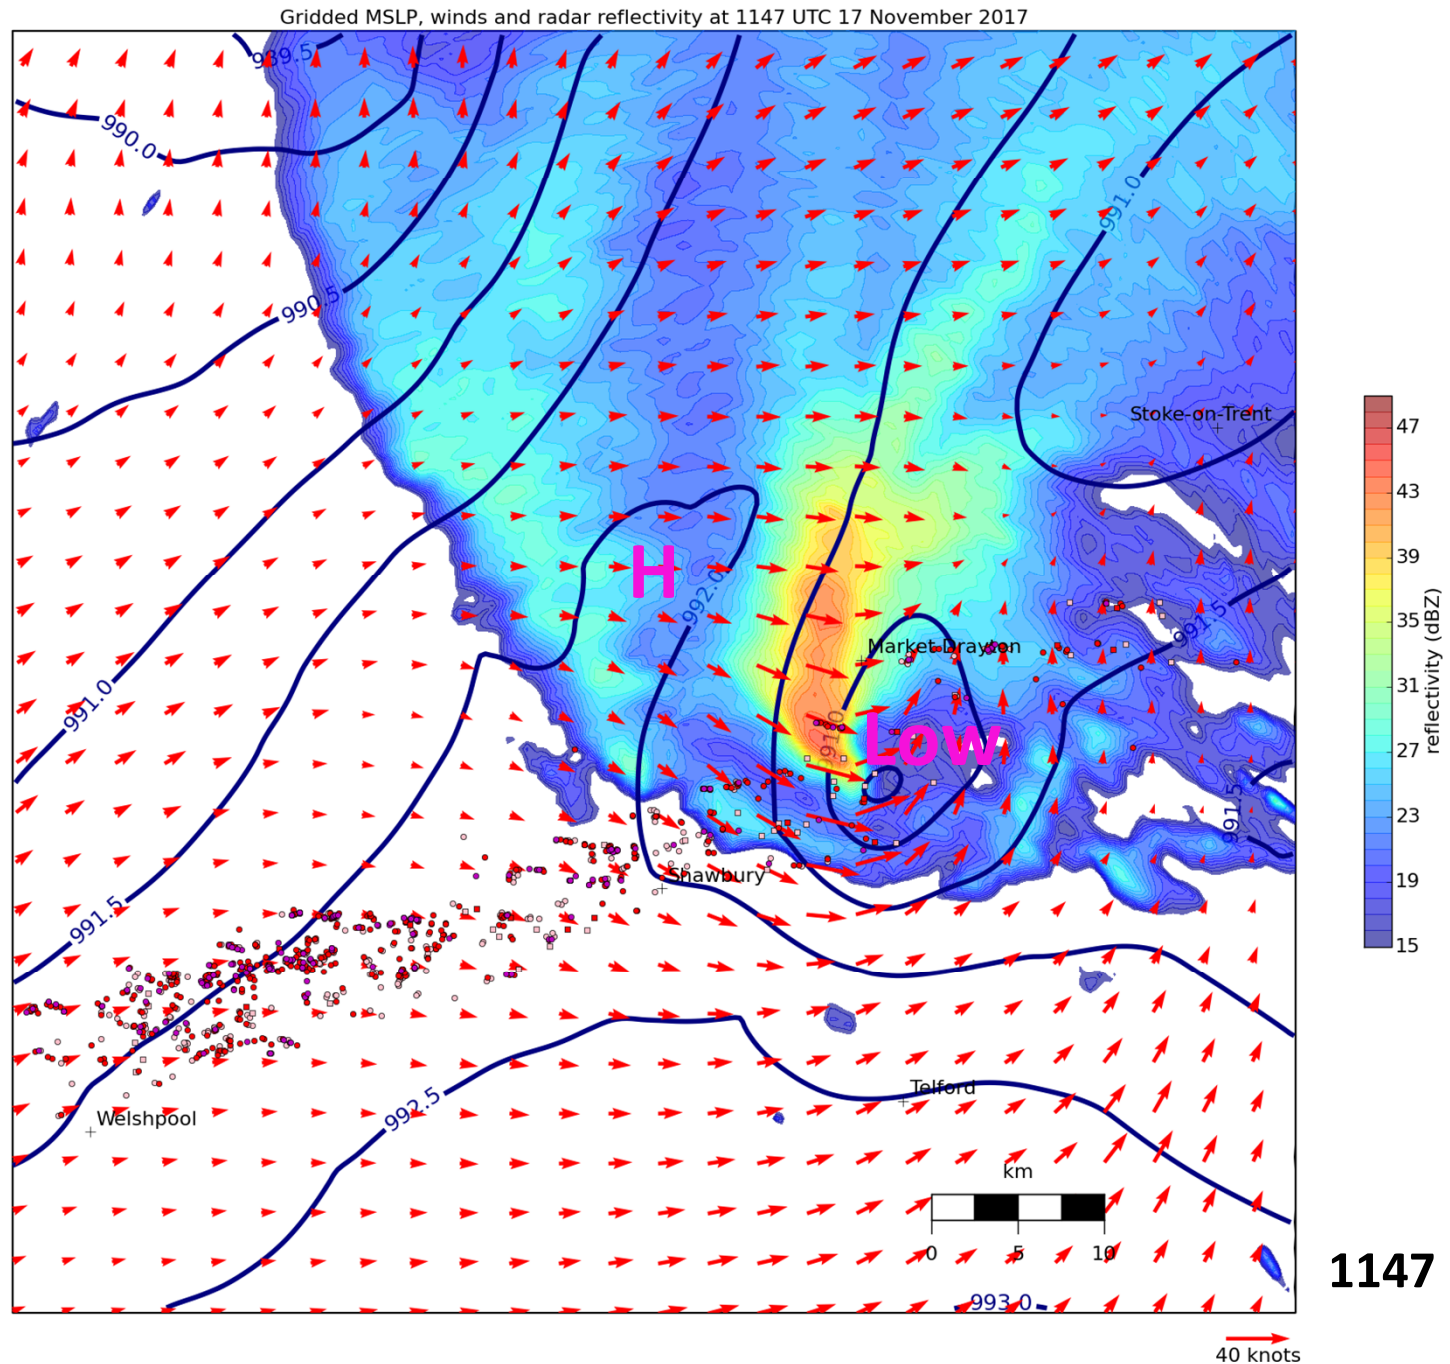 Gridded MSLP, winds and radar reflectivity at 1147 UTC 17 November 2017
989.5
990.0
991.0
990.5
Stoke-on-Trent
47
43
H
992.0
39
991.5
35
Market Drayton
reflectivity (dBZ)
31
991.0
991.0
Low
27
991.5
23
Shawbury
19
991.5
15
Welshpool
992.5
Telford
km
0 5 10
1147
993.0
40 knots